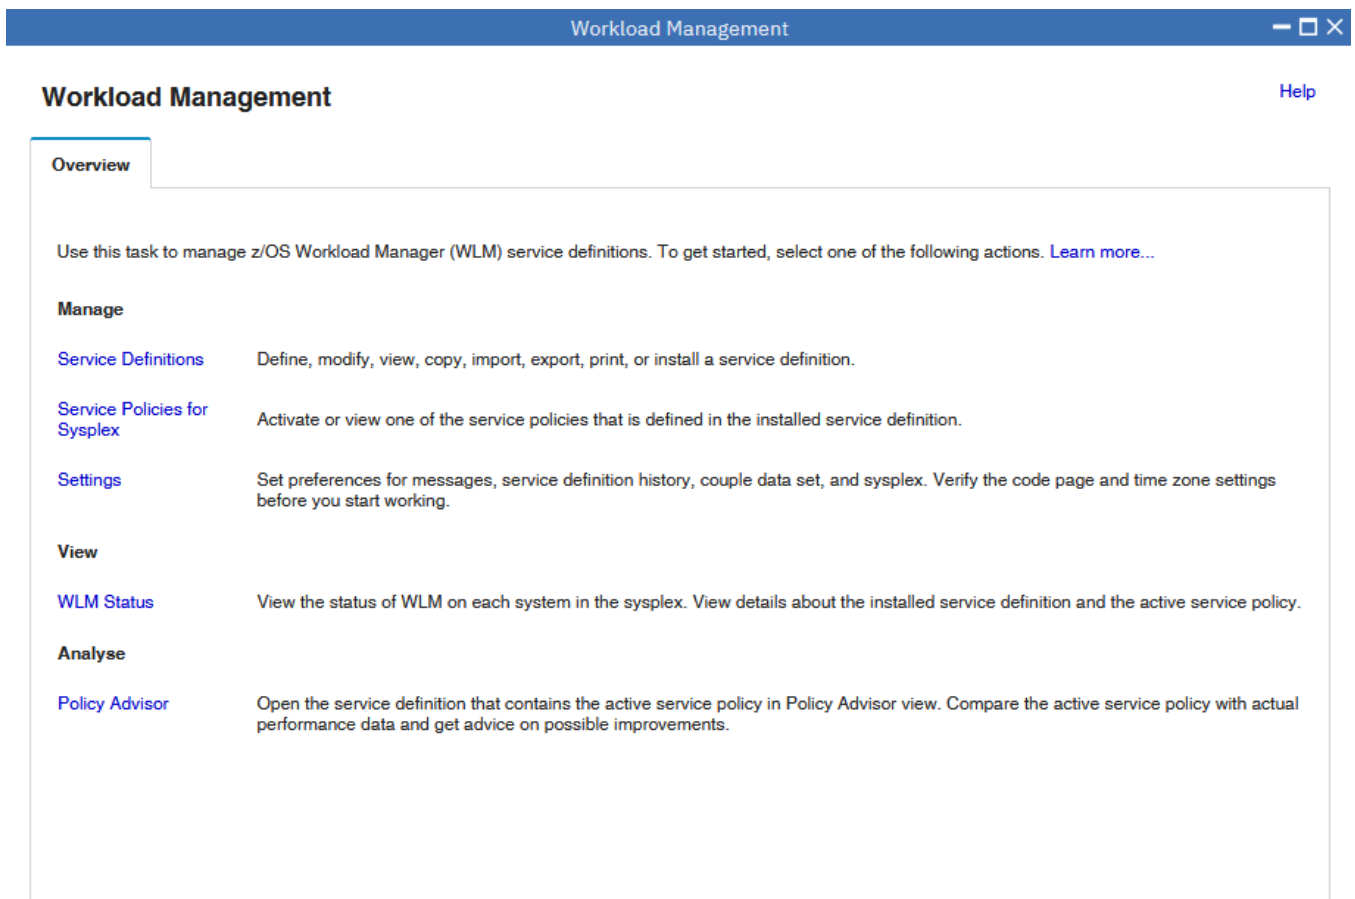 Workload Management
Workload Management
Help
Overview
Use this task to manage z/OS Workload Manager (WLM) service definitions. To get started, select one of the following actions. Learn more...
Manage
Service Definitions
Define, modify, view, copy, import, export, print, or install a service definition.
Service Policies for
Sysplex
Activate or view one of the service policies that is defined in the installed service definition.
Settings
Set preferences for messages, service definition history, couple data set, and sysplex. Verify the code page and time zone settings
before you start working.
View
WLM Status
View the status of WLM on each system in the sysplex. View details about the installed service definition and the active service policy.
Analyse
Policy Advisor
Open the service definition that contains the active service policy in Policy Advisor view. Compare the active service policy with actual
performance data and get advice on possible improvements.